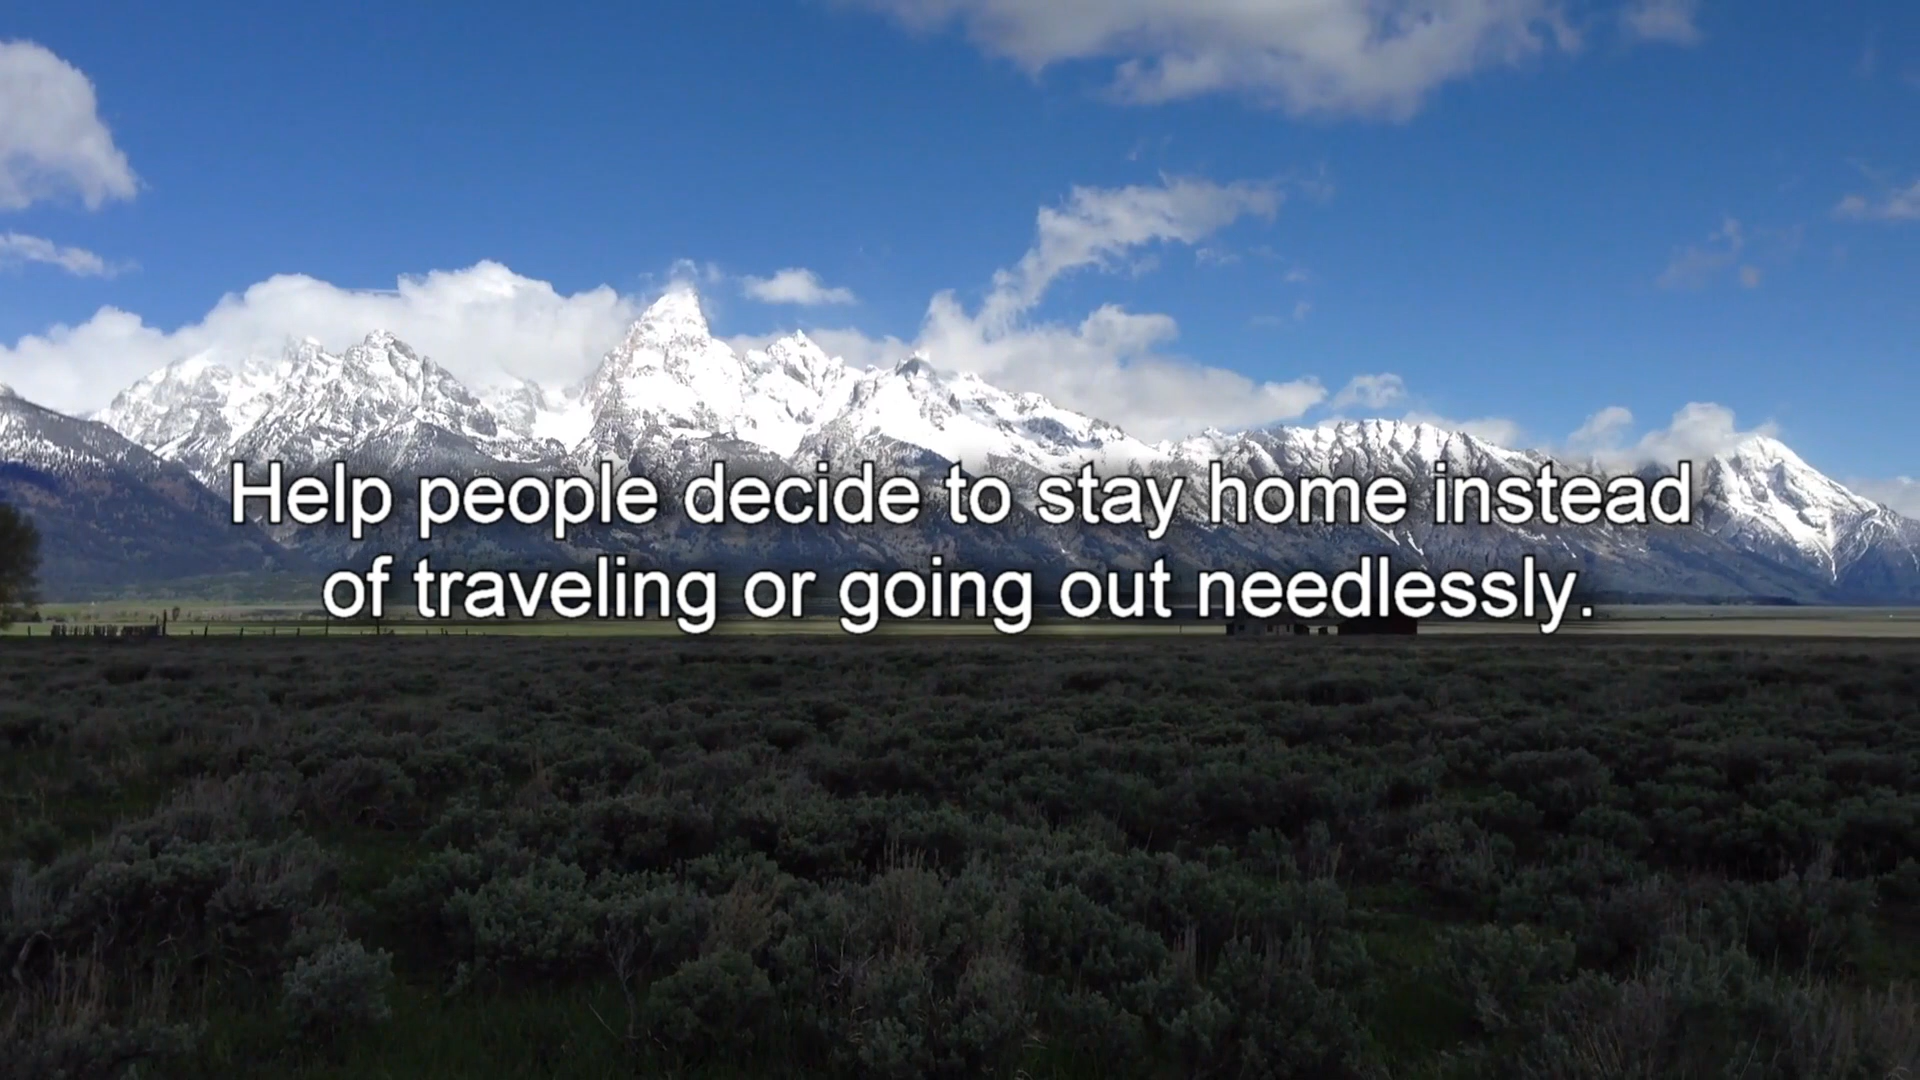 Help people decide to stay home instead
of traveling or going out needlessly.